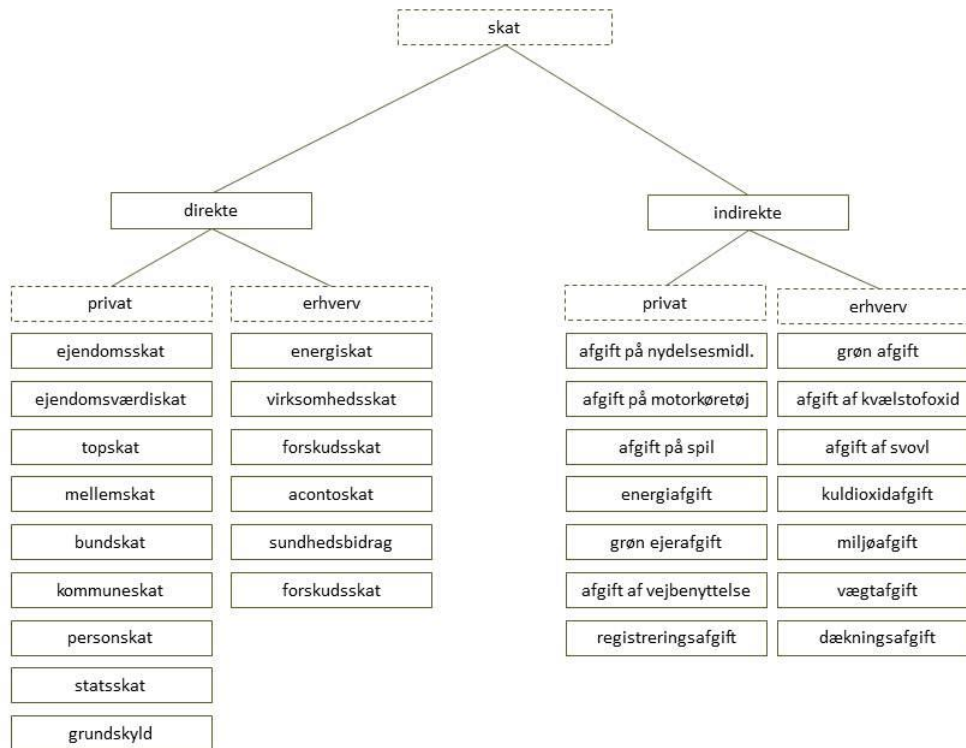 skat
direkte
indirekte
privat
erhverv
ejendomsskat
energiskat
ejendomsværdiskat
virksomhedsskat
topskat
forskudsskat
mellemskat
acontoskat
bundskat
sundhedsbidrag
kommuneskat
forskudsskat
personskat
statsskat
grundskyld
privat
erhverv
afgift på nydelsesmidl.
grøn afgift
afgift på motorkøretøj
afgift af kvælstofoxid
afgift på spil
afgift af svovl
energiafgift
kuldioxidafgift
grøn ejerafgift
miljøafgift
afgift af vejbenyttelse
vægtafgift
registreringsafgift
dækningsafgift